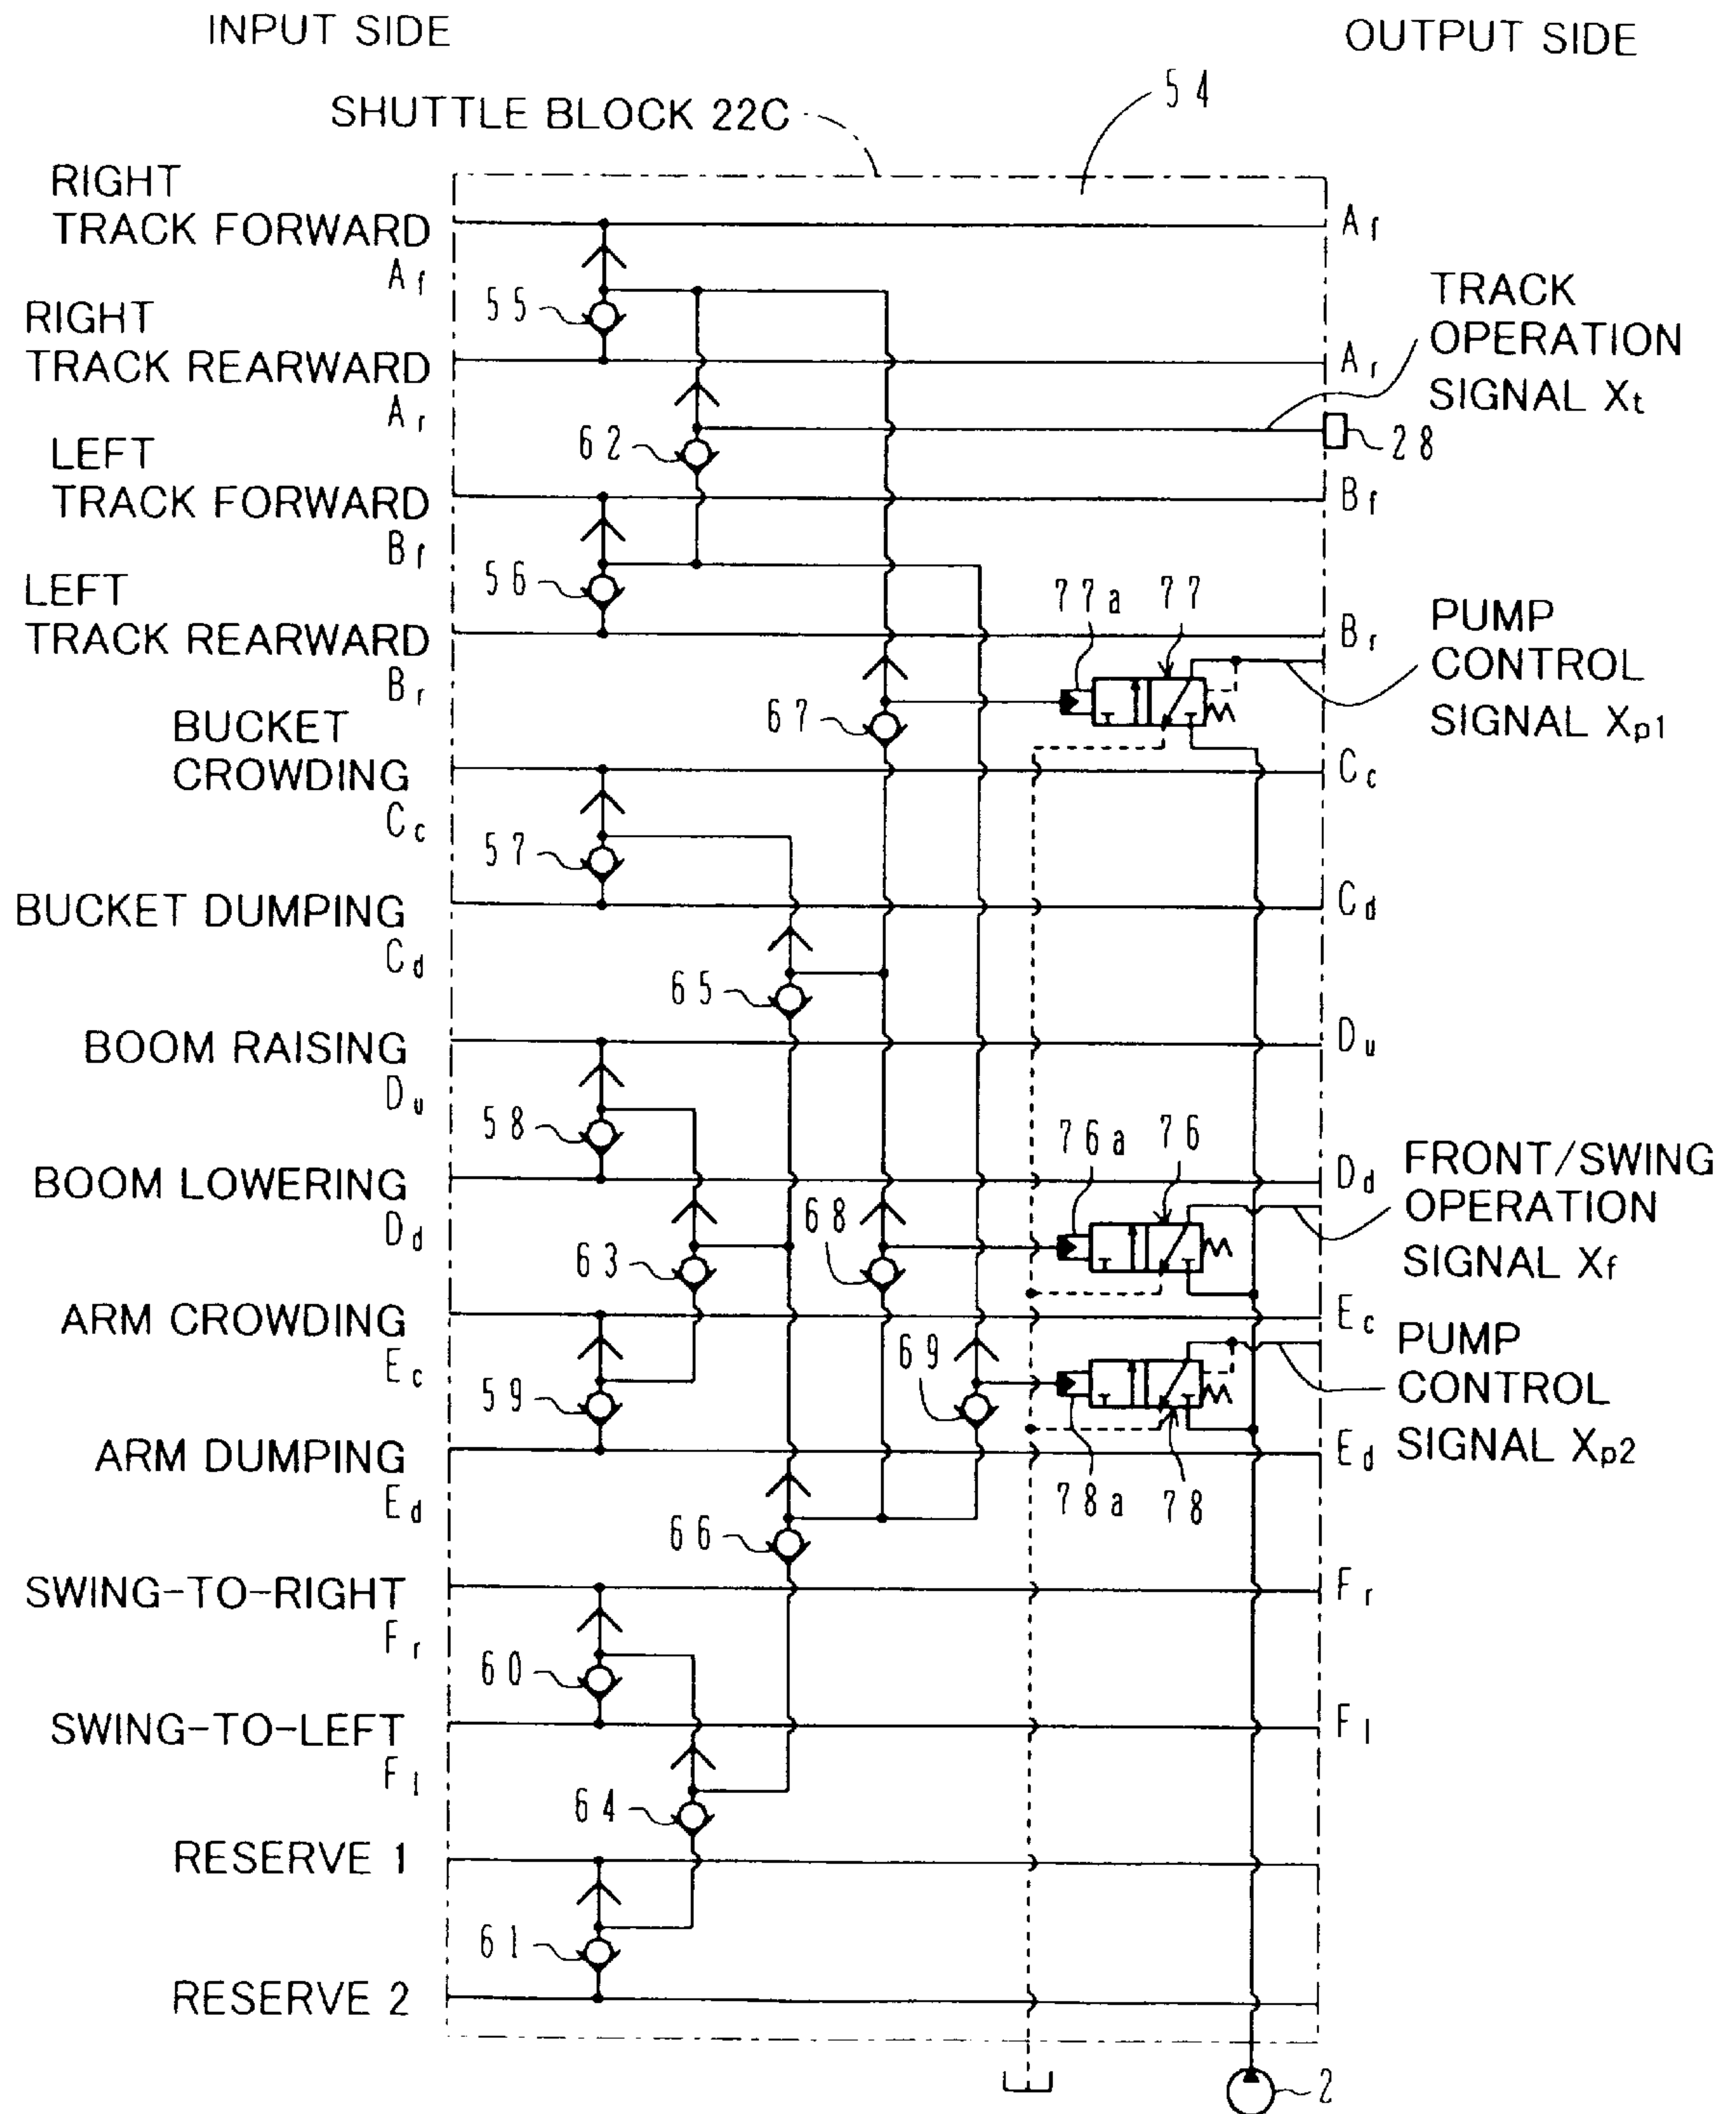 INPUT SIDE
OUTPUT SIDE
54
SHUTTLE BLOCK 22C
RIGHT
TRACK FORWARD
Af
Af
RIGHT
TRACK REARWARD
Ar
55
Ar
TRACK
OPERATION
SIGNAL Xt
62
28
LEFT
TRACK FORWARD
Bf
Bf
LEFT
TRACK REARWARD
Br
56
77a
77
Br
PUMP
CONTROL
SIGNAL Xp1
67
BUCKET
CROWDING
Cc
Cc
57
BUCKET DUMPING
Cd
Cd
65
BOOM RAISING
Du
Du
58
76a
76
BOOM LOWERING
Dd
Dd
FRONT/SWING
OPERATION
SIGNAL Xf
68
63
ARM CROWDING
Ec
Ec
PUMP
CONTROL
SIGNAL Xp2
69
59
ARM DUMPING
Ed
Ed
78a
78
66
SWING-TO-RIGHT
Fr
Fr
60
SWING-TO-LEFT
Fl
Fl
64
RESERVE 1
61
RESERVE 2
2